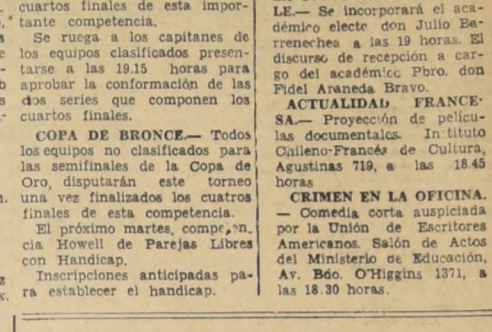 cuartos finales de esta impor-
tante competencia.
Se ruega a los capitanes de
los equipos clasificados presen-
tarse a las 19.15 horas para
aprobar la conformación de las
dos series que componen los
cuartos finales.
COPA DE BRONCE.— Todos
los equipos no clasificados para
las semifinales de la Copa de
Oro, disputarán este torneo
una vez finalizados los cuatros
finales de esta competencia.
El próximo martes, competen-
cia Howell de Parejas Libres
con Handicap.
Inscripciones anticipadas pa-
ra establecer el handicap.
LE.— Se incorporará el aca-
démico electo don Julio Ba-
rrenechea a las 19 horas. El
discurso de recepción a car-
go del académico Pbro. don
Fidel Araneda Bravo.
ACTUALIDAD FRANCE-
SA.— Proyección de pelícu-
las documentales. Instituto
Chileno-Francés de Cultura,
Agustinas 719, a las 18.45
horas
CRIMEN EN LA OFICINA.
— Comedia corta auspiciada
por la Unión de Escritores
Americanos. Salón de Actos
del Ministerio de Educación,
Av. Bdo. O'Higgins 1371, a
las 18.30 horas.